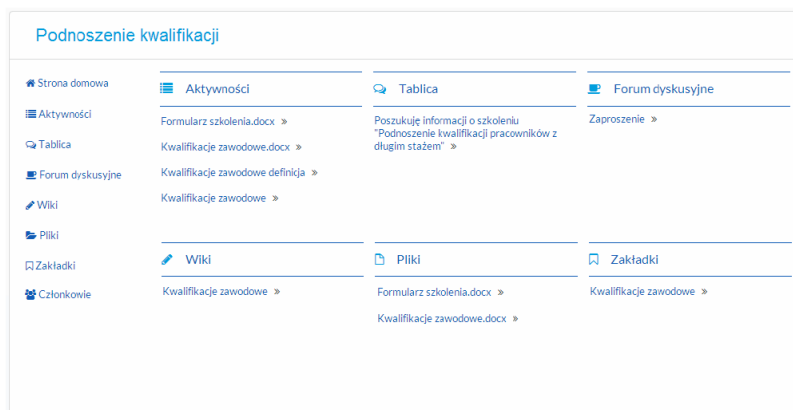 Podnoszenie kwalifikacji
Strona domowa
Aktywności
Tablica
Forum dyskusyjne
Wiki
Pliki
Zakładki
Członkowie
Aktywności
Formularz szkolenia.docx »
Kwalifikacje zawodowe.docx »
Kwalifikacje zawodowe definicja »
Kwalifikacje zawodowe »
Tablica
Poszukuję informacji o szkoleniu
"Podnoszenie kwalifikacji pracowników z
długim stażem" »
Forum dyskusyjne
Zaproszenie »
Wiki
Kwalifikacje zawodowe »
Pliki
Formularz szkolenia.docx »
Kwalifikacje zawodowe.docx »
Zakładki
Kwalifikacje zawodowe »